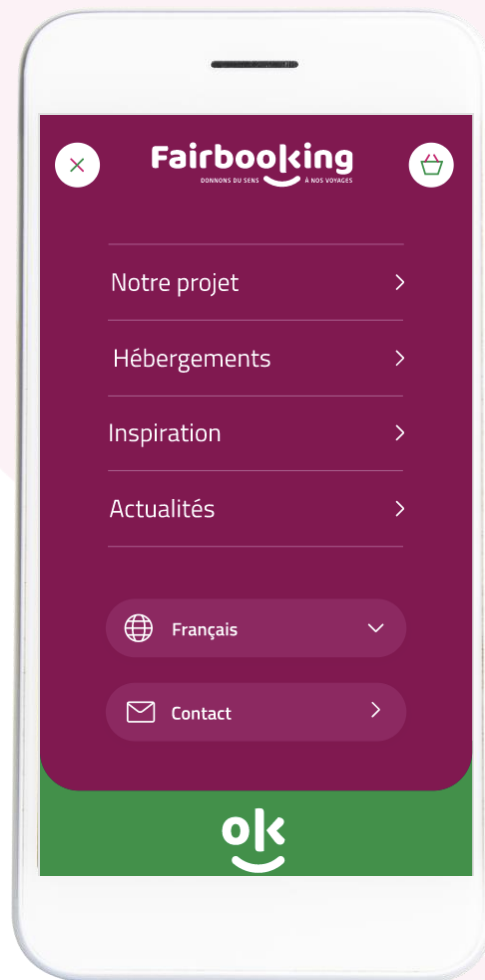 Fairbooking
DONNONS DU SENS À NOS VOYAGES
Notre projet
Hébergements
Inspiration
Actualités
Français
Contact
ok